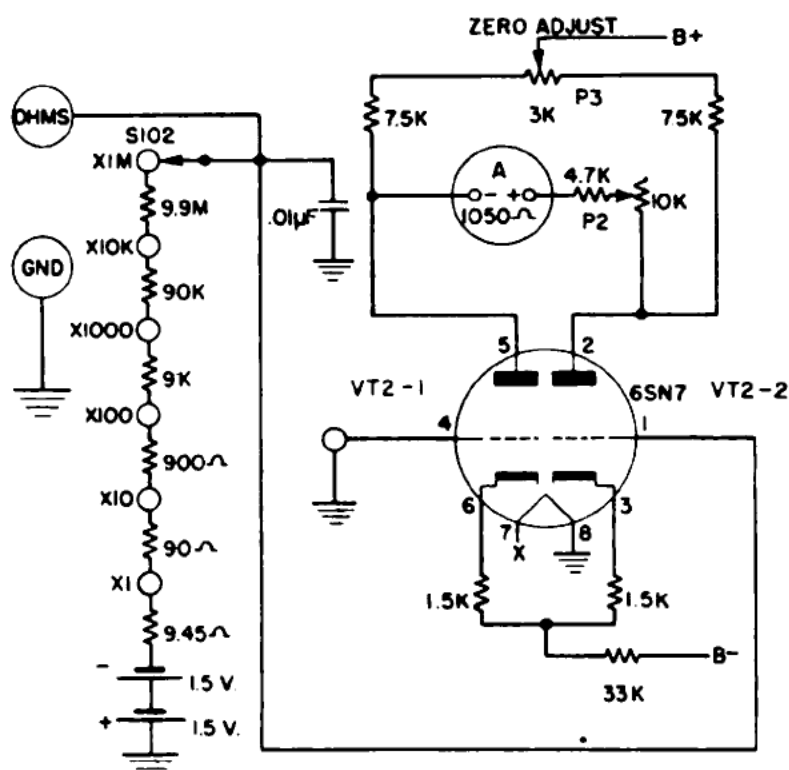 ZERO ADJUST
B+
OHMS
S102
X1M
9.9M
X10K
90K
X1000
9K
X100
900Ω
X10
90Ω
X1
9.45Ω
-
1.5 V.
+
1.5 V.
GND
.01µF
7.5K
3K
P3
7.5K
A
- +
1050Ω
4.7K
P2
10K
5
2
VT2-1
6SN7
VT2-2
4
1
6
3
7
8
X
1.5K
1.5K
B-
33K